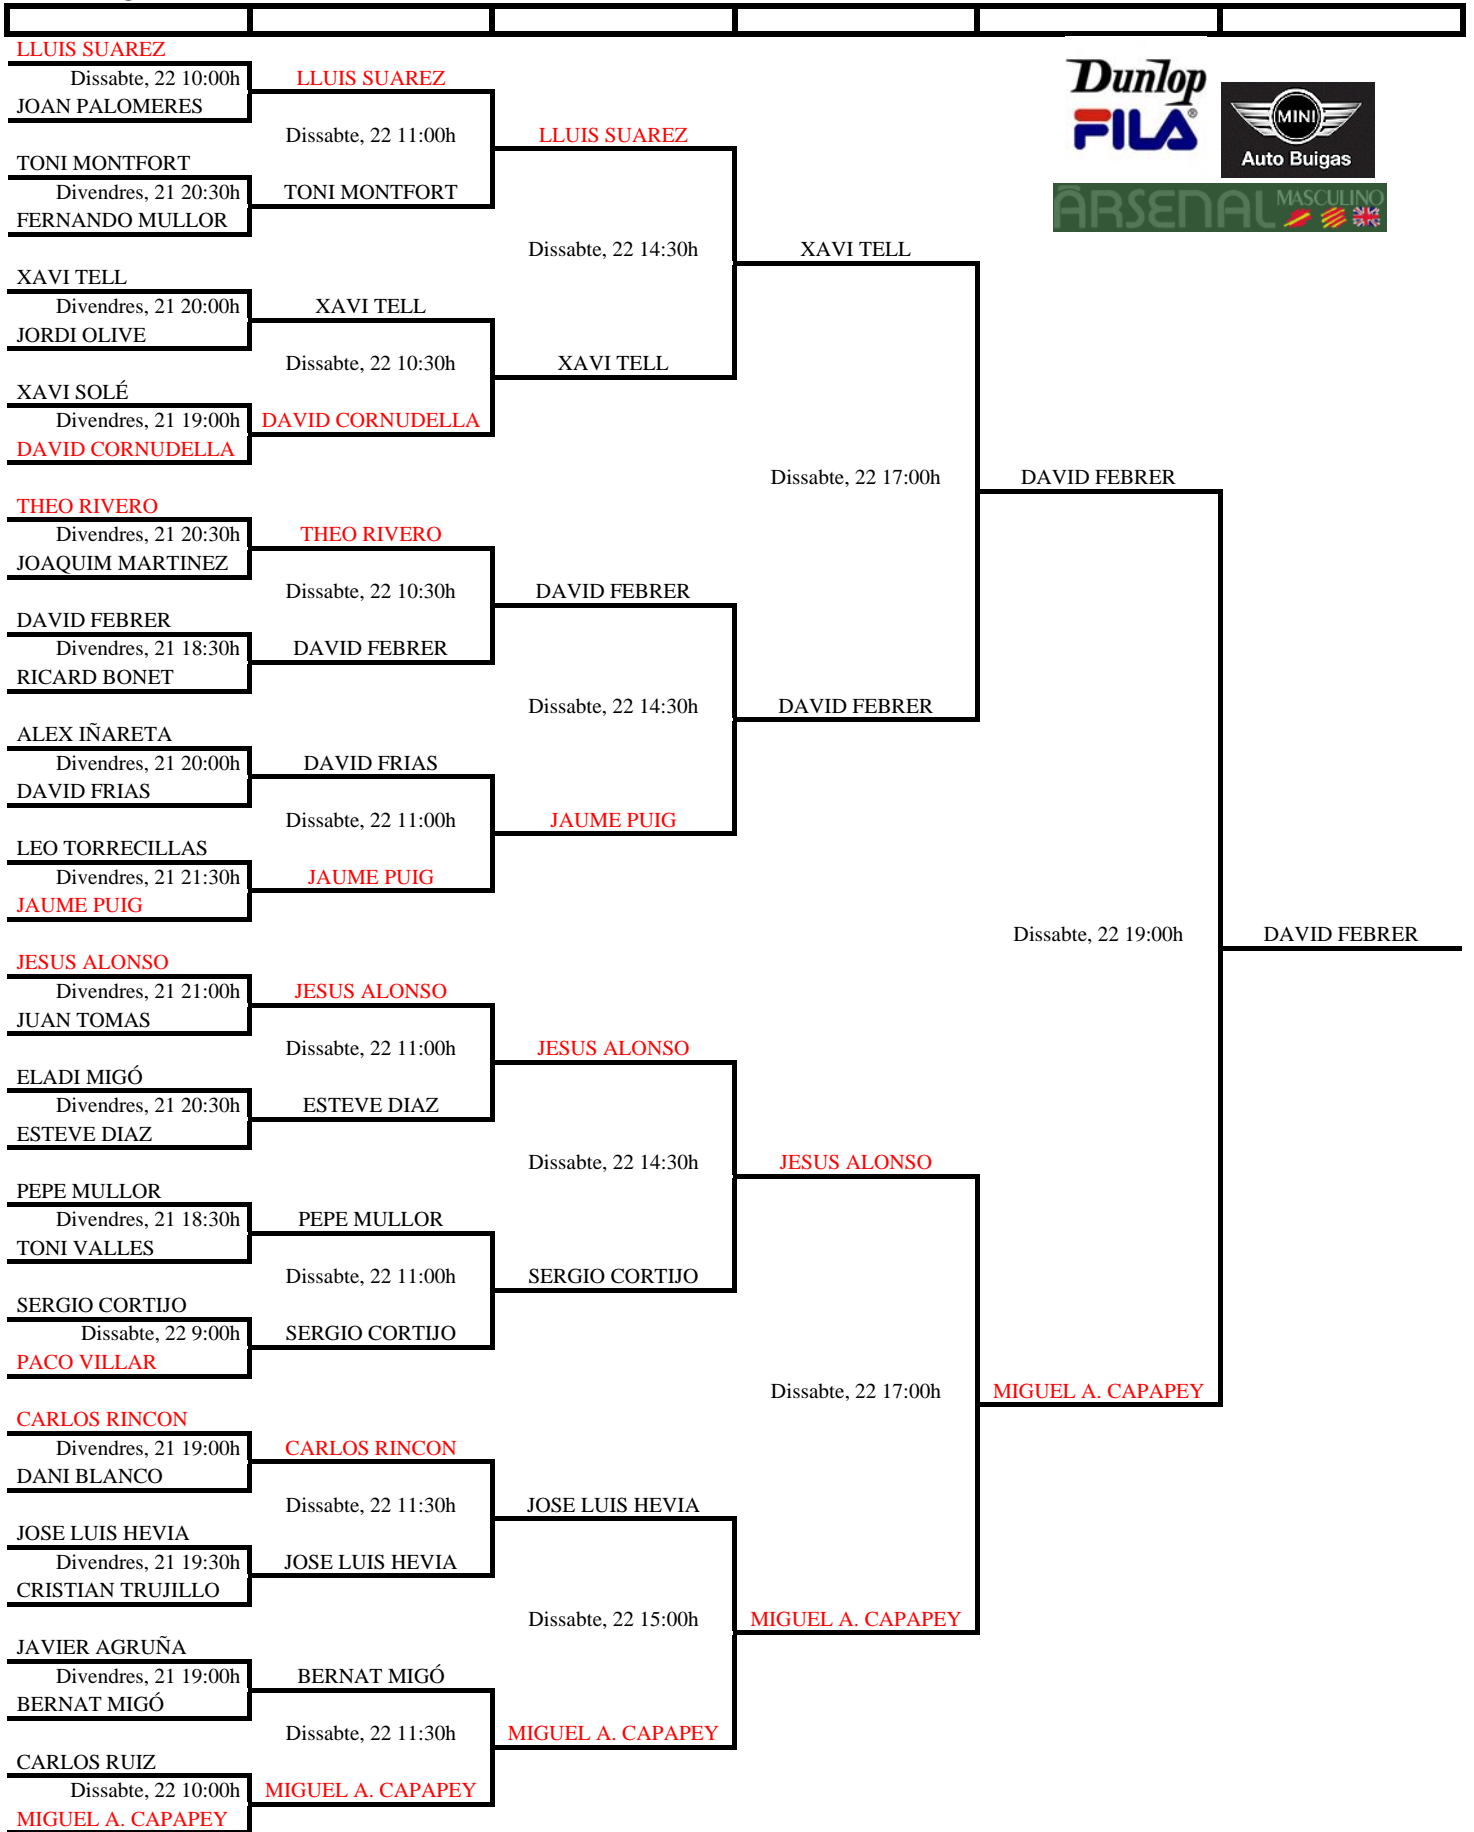 LLUIS SUAREZ
Dissabte, 22 10:00h
LLUIS SUAREZ
JOAN PALOMERES
Dissabte, 22 11:00h
LLUIS SUAREZ
TONI MONTFORT
Divendres, 21 20:30h
TONI MONTFORT
FERNANDO MULLOR
Dissabte, 22 14:30h
XAVI TELL
XAVI TELL
Divendres, 21 20:00h
XAVI TELL
JORDI OLIVE
Dissabte, 22 10:30h
XAVI TELL
XAVI SOLÉ
Divendres, 21 19:00h
DAVID CORNUDELLA
DAVID CORNUDELLA
Dissabte, 22 17:00h
DAVID FEBRER
THEO RIVERO
Divendres, 21 20:30h
THEO RIVERO
JOAQUIM MARTINEZ
Dissabte, 22 10:30h
DAVID FEBRER
DAVID FEBRER
Divendres, 21 18:30h
DAVID FEBRER
RICARD BONET
Dissabte, 22 14:30h
DAVID FEBRER
ALEX IÑARETA
Divendres, 21 20:00h
DAVID FRIAS
DAVID FRIAS
Dissabte, 22 11:00h
JAUME PUIG
LEO TORRECILLAS
Divendres, 21 21:30h
JAUME PUIG
JAUME PUIG
Dissabte, 22 19:00h
DAVID FEBRER
JESUS ALONSO
Divendres, 21 21:00h
JESUS ALONSO
JUAN TOMAS
Dissabte, 22 11:00h
JESUS ALONSO
ELADI MIGÓ
Divendres, 21 20:30h
ESTEVE DIAZ
ESTEVE DIAZ
Dissabte, 22 14:30h
JESUS ALONSO
PEPE MULLOR
Divendres, 21 18:30h
PEPE MULLOR
TONI VALLES
Dissabte, 22 11:00h
SERGIO CORTIJO
SERGIO CORTIJO
Dissabte, 22 9:00h
SERGIO CORTIJO
PACO VILLAR
Dissabte, 22 17:00h
MIGUEL A. CAPAPEY
CARLOS RINCON
Divendres, 21 19:00h
CARLOS RINCON
DANI BLANCO
Dissabte, 22 11:30h
JOSE LUIS HEVIA
JOSE LUIS HEVIA
Divendres, 21 19:30h
JOSE LUIS HEVIA
CRISTIAN TRUJILLO
Dissabte, 22 15:00h
MIGUEL A. CAPAPEY
JAVIER AGRUÑA
Divendres, 21 19:00h
BERNAT MIGÓ
BERNAT MIGÓ
Dissabte, 22 11:30h
MIGUEL A. CAPAPEY
CARLOS RUIZ
Dissabte, 22 10:00h
MIGUEL A. CAPAPEY
MIGUEL A. CAPAPEY
Dunlop
FILA®
MINI
Auto Buigas
ARSENAL MASCULINO